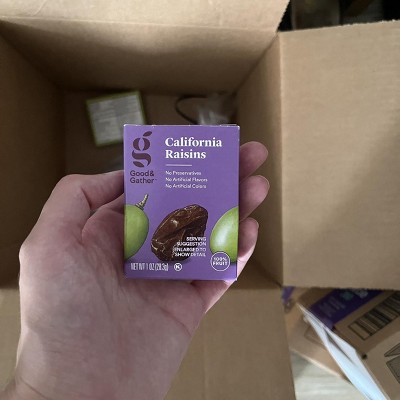 g
Good&
Gather™
California
Raisins
No Preservatives
No Artificial Flavors
No Artificial Colors
SERVING
SUGGESTION
ENLARGED TO
SHOW DETAIL
100%
FRUIT
NET WT 1 OZ (28.3g)
K